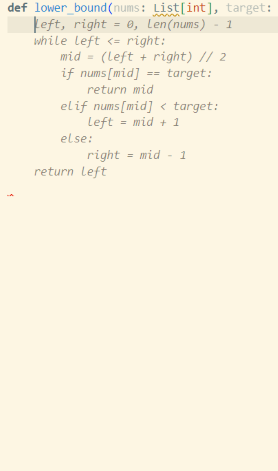 def lower_bound(nums: List[int], target:
    left, right = 0, len(nums) - 1
    while left <= right:
        mid = (left + right) // 2
        if nums[mid] == target:
            return mid
        elif nums[mid] < target:
            left = mid + 1
        else:
            right = mid - 1
    return left